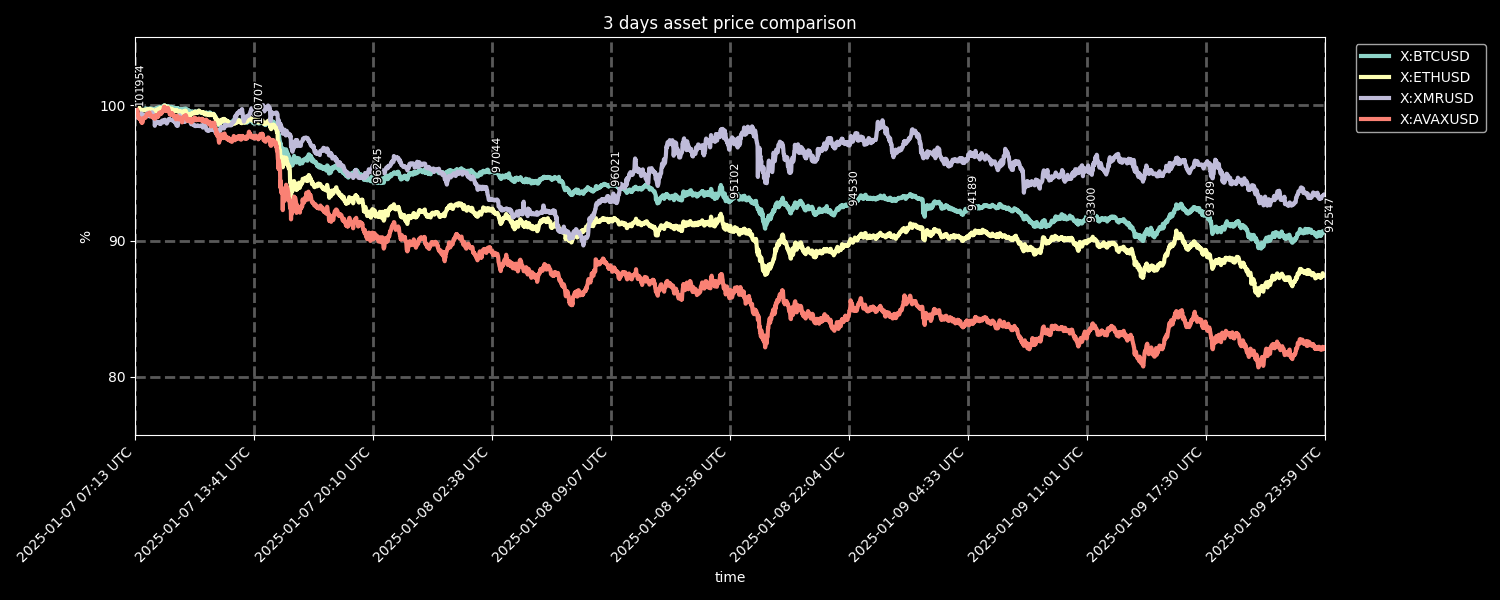 3 days asset price comparison
X:BTCUSD
X:ETHUSD
X:XMRUSD
X:AVAXUSD
100
90
80
%
101954
100707
96245
97044
96021
95102
94530
94189
93300
93789
92547
2025-01-07 07:13 UTC
2025-01-07 13:41 UTC
2025-01-07 20:10 UTC
2025-01-08 02:38 UTC
2025-01-08 09:07 UTC
2025-01-08 15:36 UTC
2025-01-08 22:04 UTC
2025-01-09 04:33 UTC
2025-01-09 11:01 UTC
2025-01-09 17:30 UTC
2025-01-09 23:59 UTC
time